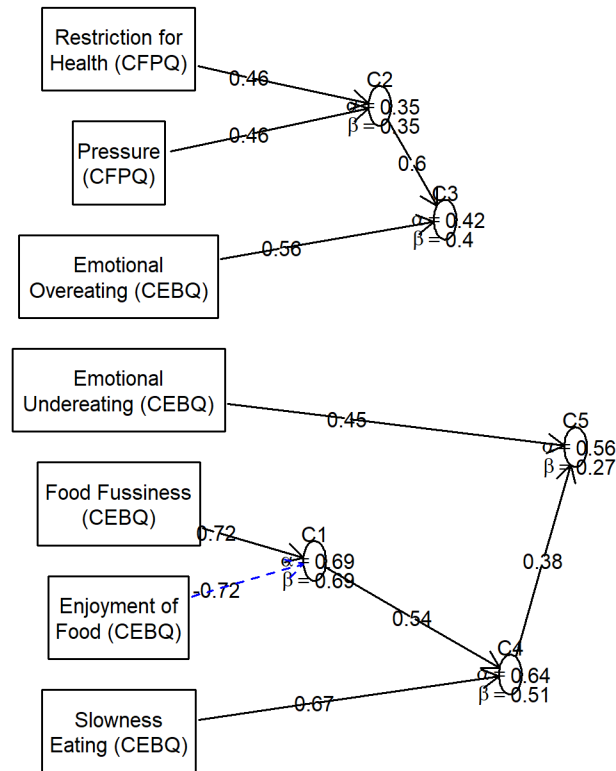 Restriction for
Health (CFPQ)
0.46
C2
α = 0.35
β = 0.35
Pressure
(CFPQ)
0.46
0.6
C3
α = 0.42
β = 0.4
Emotional
Overeating (CEBQ)
0.56
Emotional
Undereating (CEBQ)
0.45
C5
α = 0.56
β = 0.27
Food Fussiness
(CEBQ)
0.72
C1
α = 0.69
β = 0.69
Enjoyment of
Food (CEBQ)
-0.72
0.38
0.54
C4
α = 0.64
β = 0.51
Slowness
Eating (CEBQ)
0.67